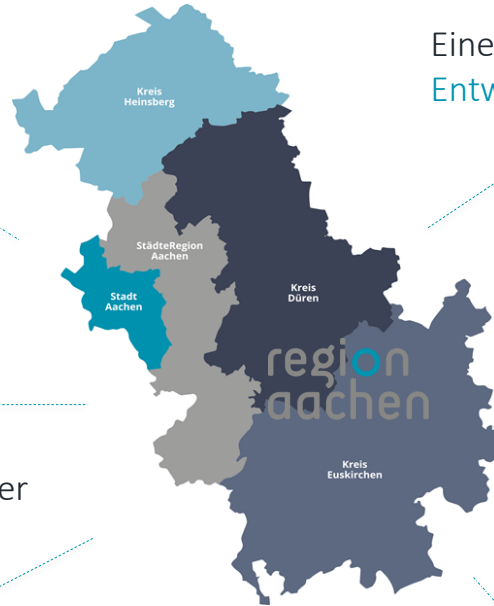 Eine
Entw
Kreis
Heinsberg
StädteRegion
Aachen
Stadt
Aachen
Kreis
Düren
region
aachen
Kreis
Euskirchen
er